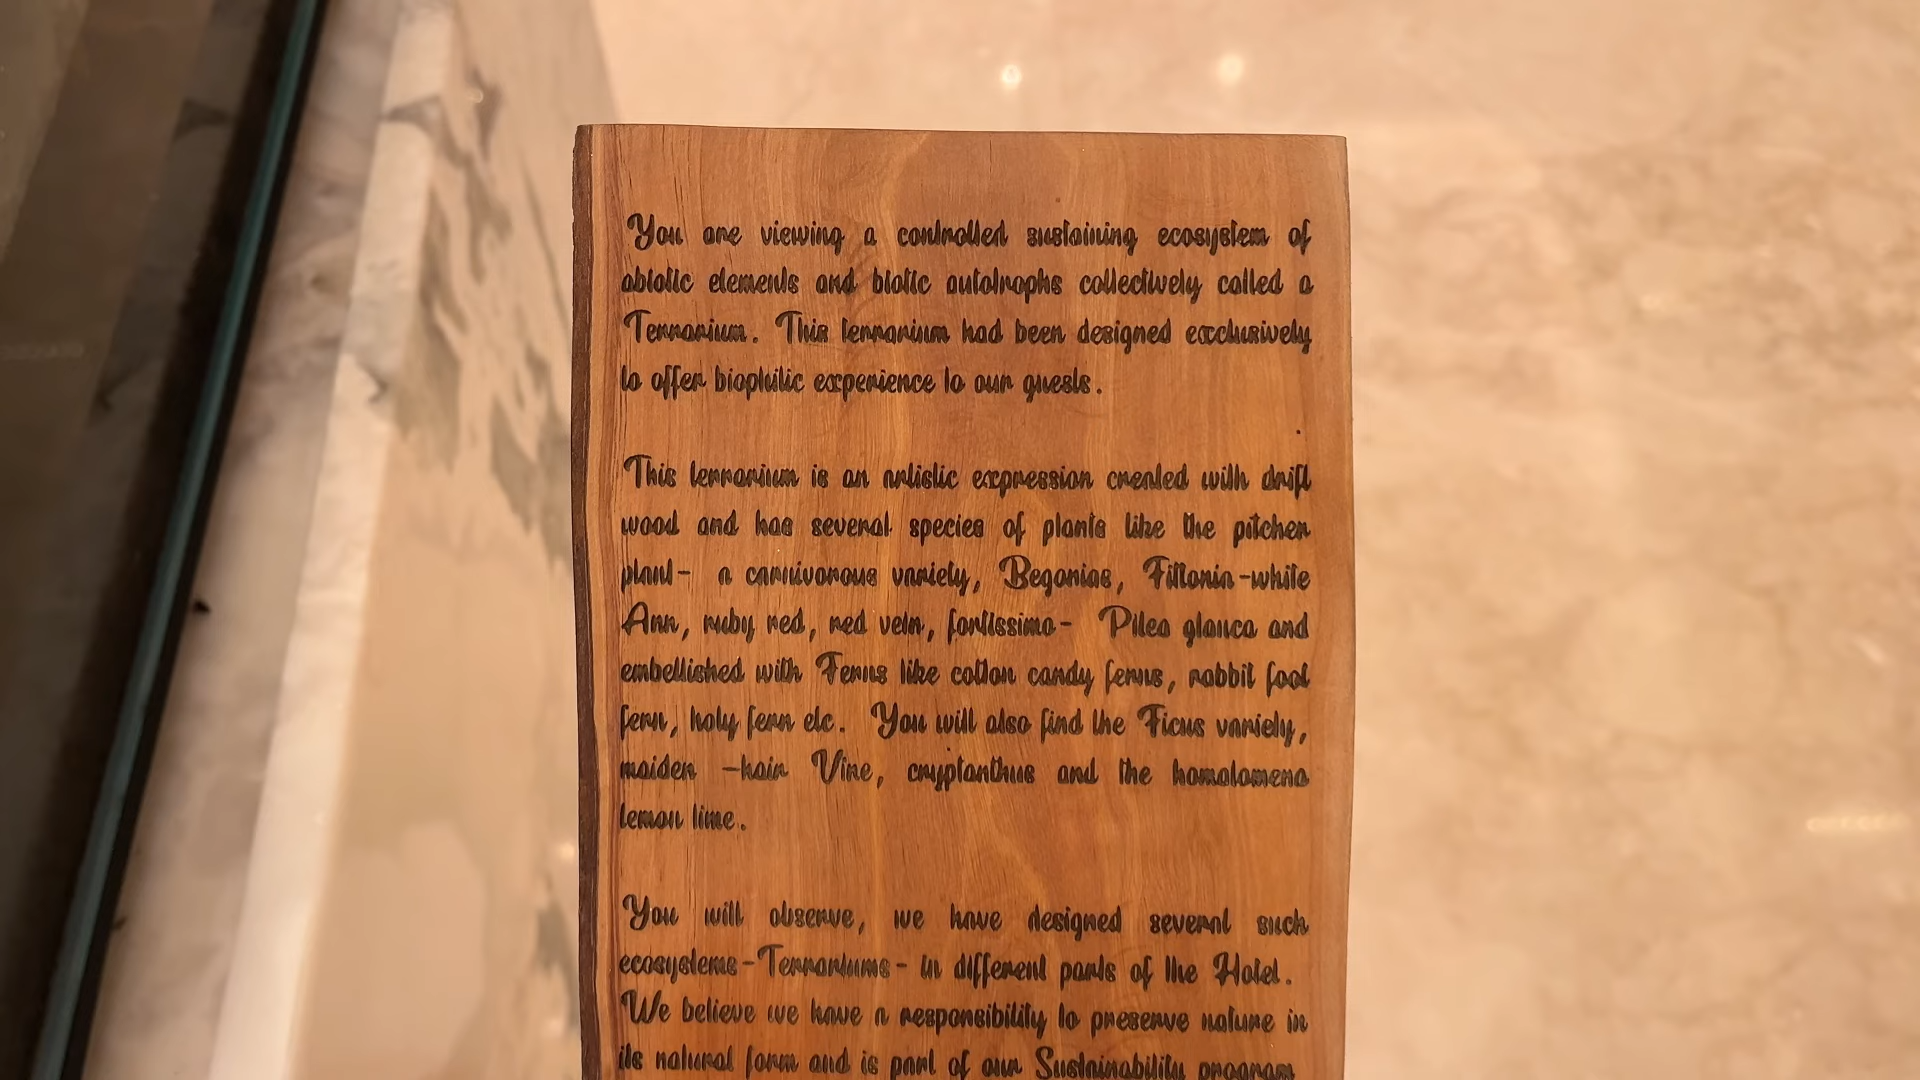 You are viewing a controlled sustaining ecosystem of
abiotic elements and biotic autotrophs collectively called a
Terrarium. This terrarium had been designed exclusively
to offer biophilic experience to our guests.
This terrarium is an artistic expression created with drift
wood and has several species of plants like the pitcher
plant- a carnivorous variety, Begonias, Fittonia-white
Ann, ruby red, red vein, fortissimo- Pilea glauca and
embellished with Ferns like cotton candy ferns, rabbit foot
fern, holy fern etc. You will also find the Ficus variety,
maiden -hair Vine, cryptanthus and the homalomena
lemon lime.
You will observe, we have designed several such
ecosystems-Terrariums- in different parts of the Hotel.
We believe we have a responsibility to preserve nature in
its natural form and is part of our Sustainability program